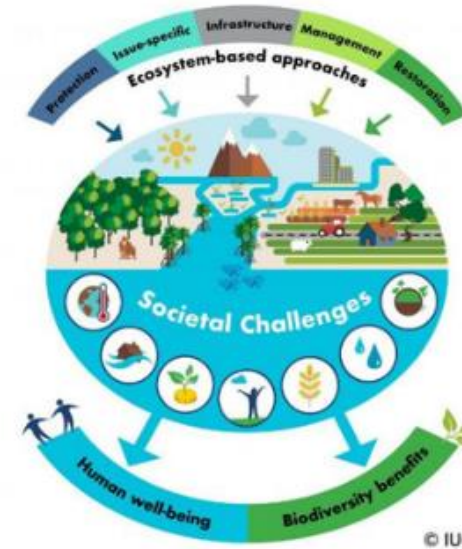 Protection
Issue-specific
Infrastructure
Management
Restoration
Ecosystem-based approaches
Societal Challenges
Human well-being
Biodiversity benefits
© IU